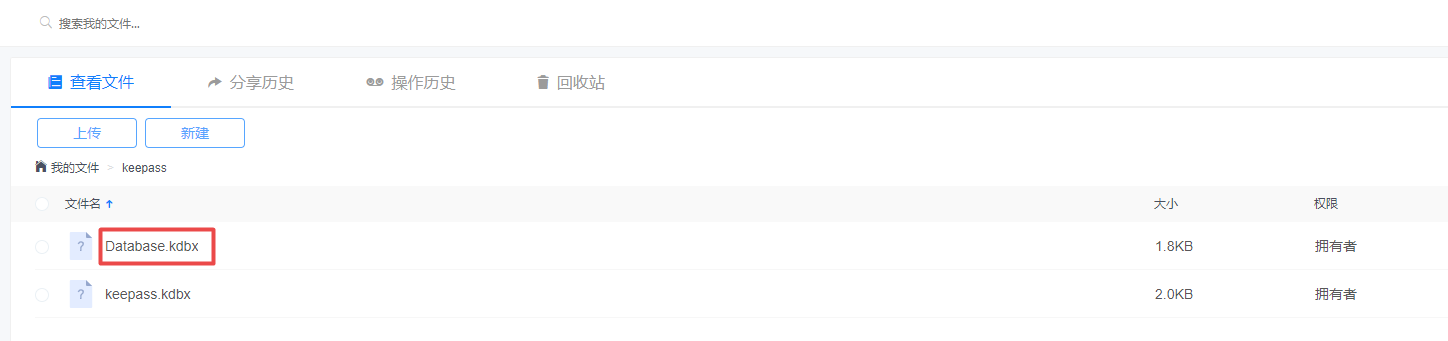 搜索我的文件...
查看文件 分享历史 操作历史 回收站
上传 新建
我的文件 > keepass
文件名 大小 权限
? Database.kdbx 1.8KB 拥有者
? keepass.kdbx 2.0KB 拥有者